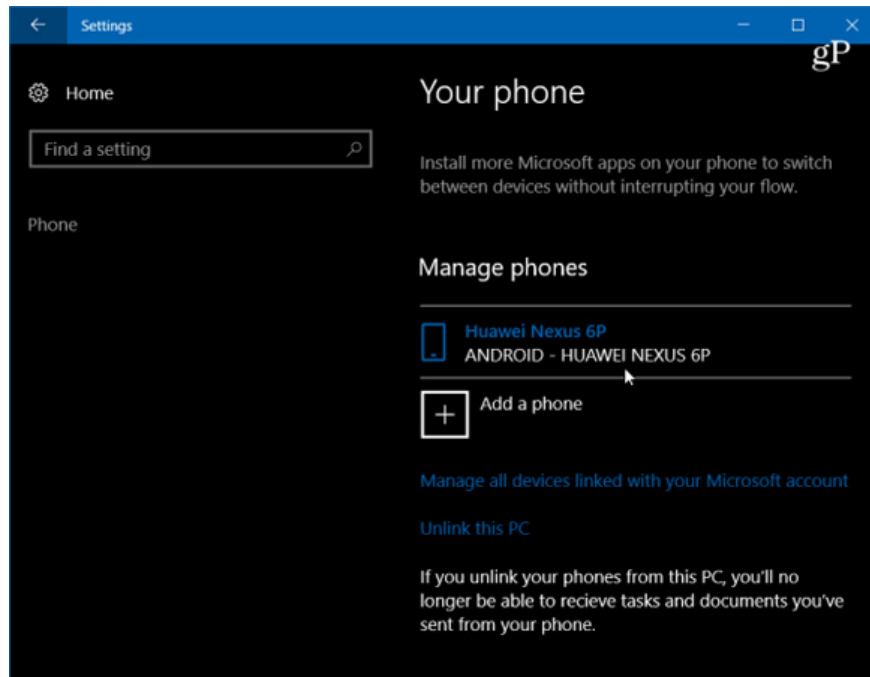 Settings
gP
Home
Your phone
Find a setting
Install more Microsoft apps on your phone to switch
between devices without interrupting your flow.
Phone
Manage phones
Huawei Nexus 6P
ANDROID - HUAWEI NEXUS 6P
Add a phone
Manage all devices linked with your Microsoft account
Unlink this PC
If you unlink your phones from this PC, you'll no
longer be able to recieve tasks and documents you've
sent from your phone.